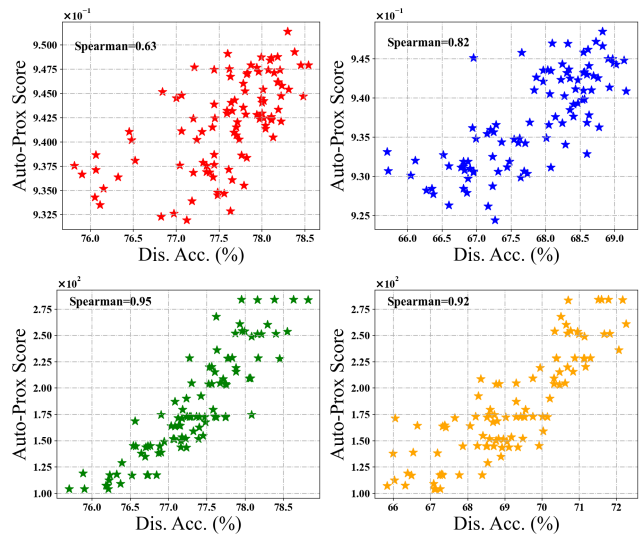 ×10⁻¹
Spearman=0.63
Auto-Prox Score
9.500
9.475
9.450
9.425
9.400
9.375
9.350
9.325
76.0 76.5 77.0 77.5 78.0 78.5
Dis. Acc. (%)
×10⁻¹
Spearman=0.82
Auto-Prox Score
9.45
9.40
9.35
9.30
9.25
66.0 66.5 67.0 67.5 68.0 68.5 69.0
Dis. Acc. (%)
×10²
Spearman=0.95
Auto-Prox Score
2.75
2.50
2.25
2.00
1.75
1.50
1.25
1.00
76.0 76.5 77.0 77.5 78.0 78.5
Dis. Acc. (%)
×10²
Spearman=0.92
Auto-Prox Score
2.75
2.50
2.25
2.00
1.75
1.50
1.25
1.00
66 67 68 69 70 71 72
Dis. Acc. (%)